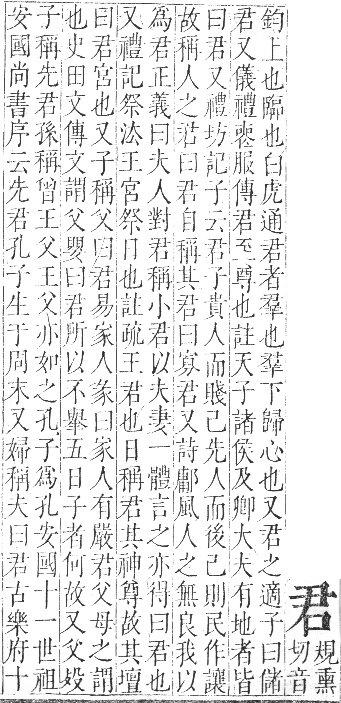 君規熏切音
鈞上也臨也白虎通君者羣也羣下歸心也又君之適子曰儲
君又儀禮喪服傳君至尊也註天子諸侯及卿大夫有地者皆
曰君又禮坊記子云君子貴人而賤己先人而後己則民作讓
故稱人之君曰君自稱其君曰寡君又詩鄘風人之無良我以
爲君正義曰夫人對君稱小君以夫妻一體言之亦得曰君也
又禮記祭法王宮祭日也註疏王君也日稱君其神尊故其壇
曰君宮也又子稱父曰君易家人彖曰家人有嚴君父母之謂
也史田文傳文謂父嬰曰君所以不舉五日子者何故又父歿
子稱先君孫稱曾王父王父亦如之孔子爲孔安國十一世祖
安國尚書序云先君孔子生于周末又婦稱夫曰君古樂府十